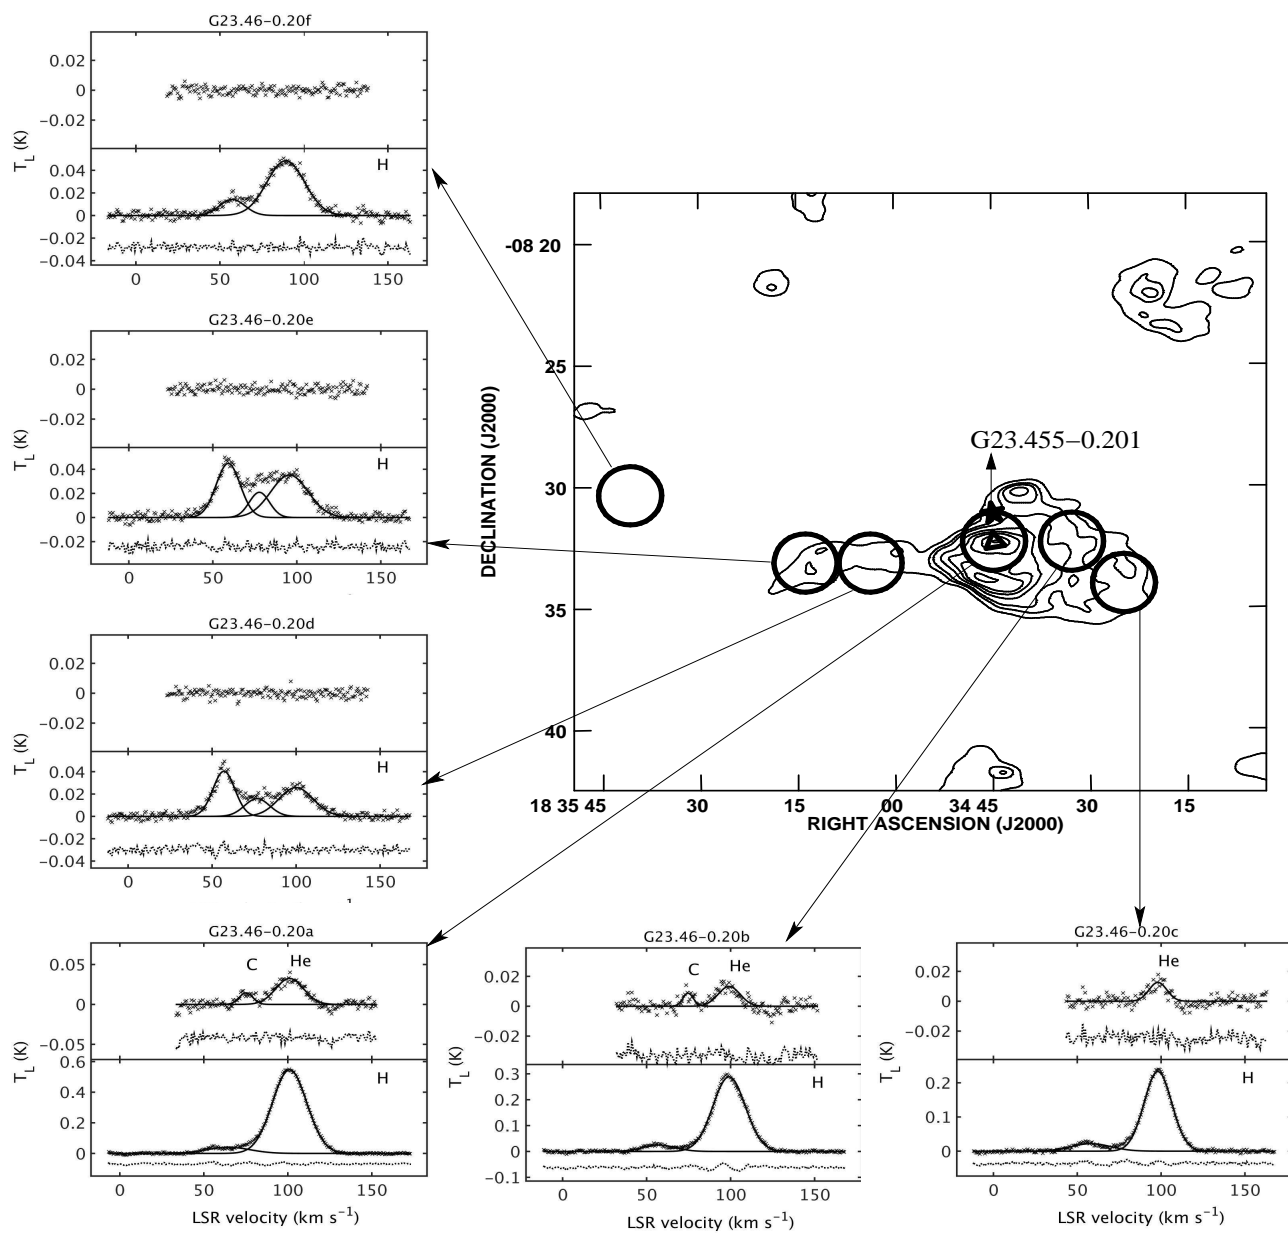 G23.46−0.20f
0.02
0
−0.02
T_L (K)
H
0.04
0.02
0
−0.02
−0.04
0 50 100 150
G23.46−0.20e
0.02
0
−0.02
T_L (K)
H
0.04
0.02
0
−0.02
0 50 100 150
G23.46−0.20d
0.02
0
−0.02
T_L (K)
H
0.04
0.02
0
−0.02
−0.04
0 50 100 150
−1
G23.46−0.20a
C He
0.05
0
−0.05
T_L (K)
H
0.6
0.4
0.2
0
0 50 100 150
LSR velocity (km s−1)
DECLINATION (J2000)
-08 20
25
30
35
40
G23.455−0.201
18 35 45 30 15 00 34 45 30 15
RIGHT ASCENSION (J2000)
G23.46−0.20b
C He
0.02
0
−0.02
T_L (K)
H
0.3
0.2
0.1
0
−0.1
0 50 100 150
LSR velocity (km s−1)
G23.46−0.20c
He
0.02
0
−0.02
T_L (K)
H
0.2
0.1
0
0 50 100 150
LSR velocity (km s−1)